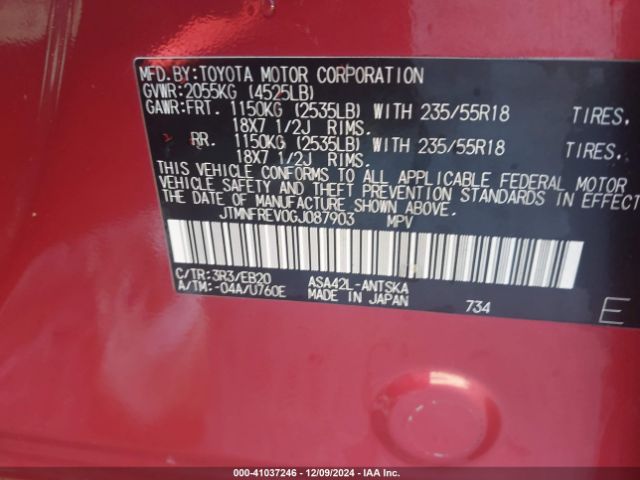 MFD.BY:TOYOTA MOTOR CORPORATION
GVWR:2055KG (4525LB)
GAWR:FRT. 1150KG (2535LB) WITH 235/55R18 TIRES,
18X7 1/2J RIMS.
RR. 1150KG (2535LB) WITH 235/55R18 TIRES,
18X7 1/2J RIMS.
THIS VEHICLE CONFORMS TO ALL APPLICABLE FEDERAL MOTOR
VEHICLE SAFETY AND THEFT PREVENTION STANDARDS IN EFFECT
THE DATE OF MANUFACTURE SHOWN ABOVE.
JTMNFREV0GJ087903 MPV
C/TR:3R3/EB20 ASA42L-ANTSKA
A/TM:-04A/U760E MADE IN JAPAN 734 E
000-41037246 - 12/09/2024 - IAA Inc.